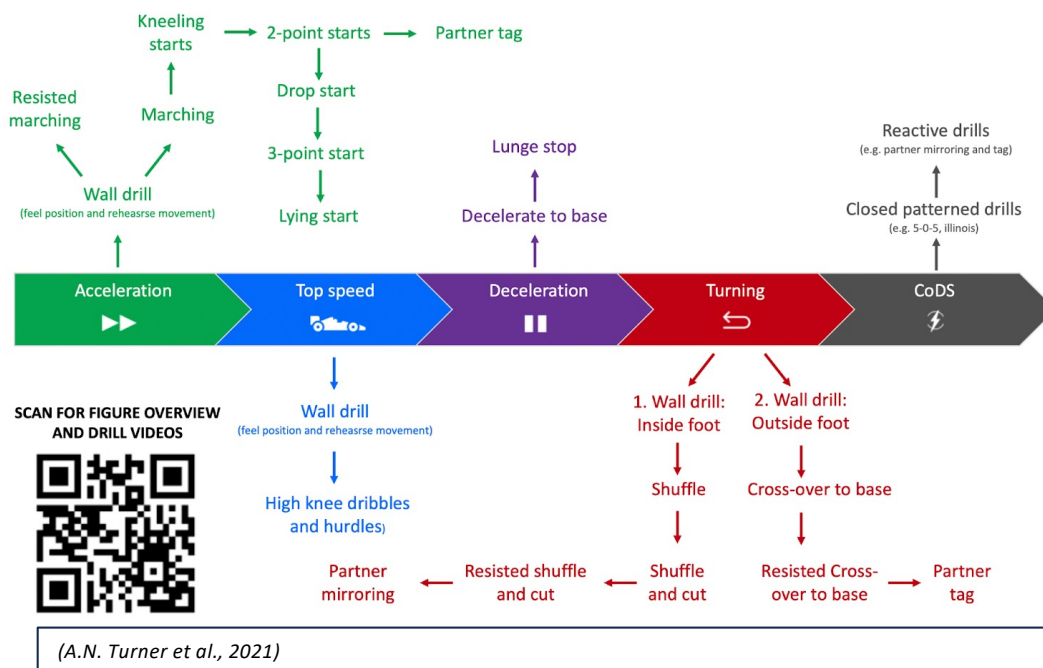 Kneeling
starts
2-point starts
Partner tag
Resisted
marching
Marching
Drop start
3-point start
Lying start
Wall drill
(feel position and reheasrse movement)
Lunge stop
Decelerate to base
Reactive drills
(e.g. partner mirroring and tag)
Closed patterned drills
(e.g. 5-0-5, illinois)
Acceleration
Top speed
Deceleration
Turning
CoDS
SCAN FOR FIGURE OVERVIEW
AND DRILL VIDEOS
Wall drill
(feel position and reheasrse movement)
High knee dribbles
and hurdles)
1. Wall drill:
Inside foot
2. Wall drill:
Outside foot
Shuffle
Cross-over to base
Partner
mirroring
Resisted shuffle
and cut
Shuffle
and cut
Resisted Cross-
over to base
Partner
tag
(A.N. Turner et al., 2021)